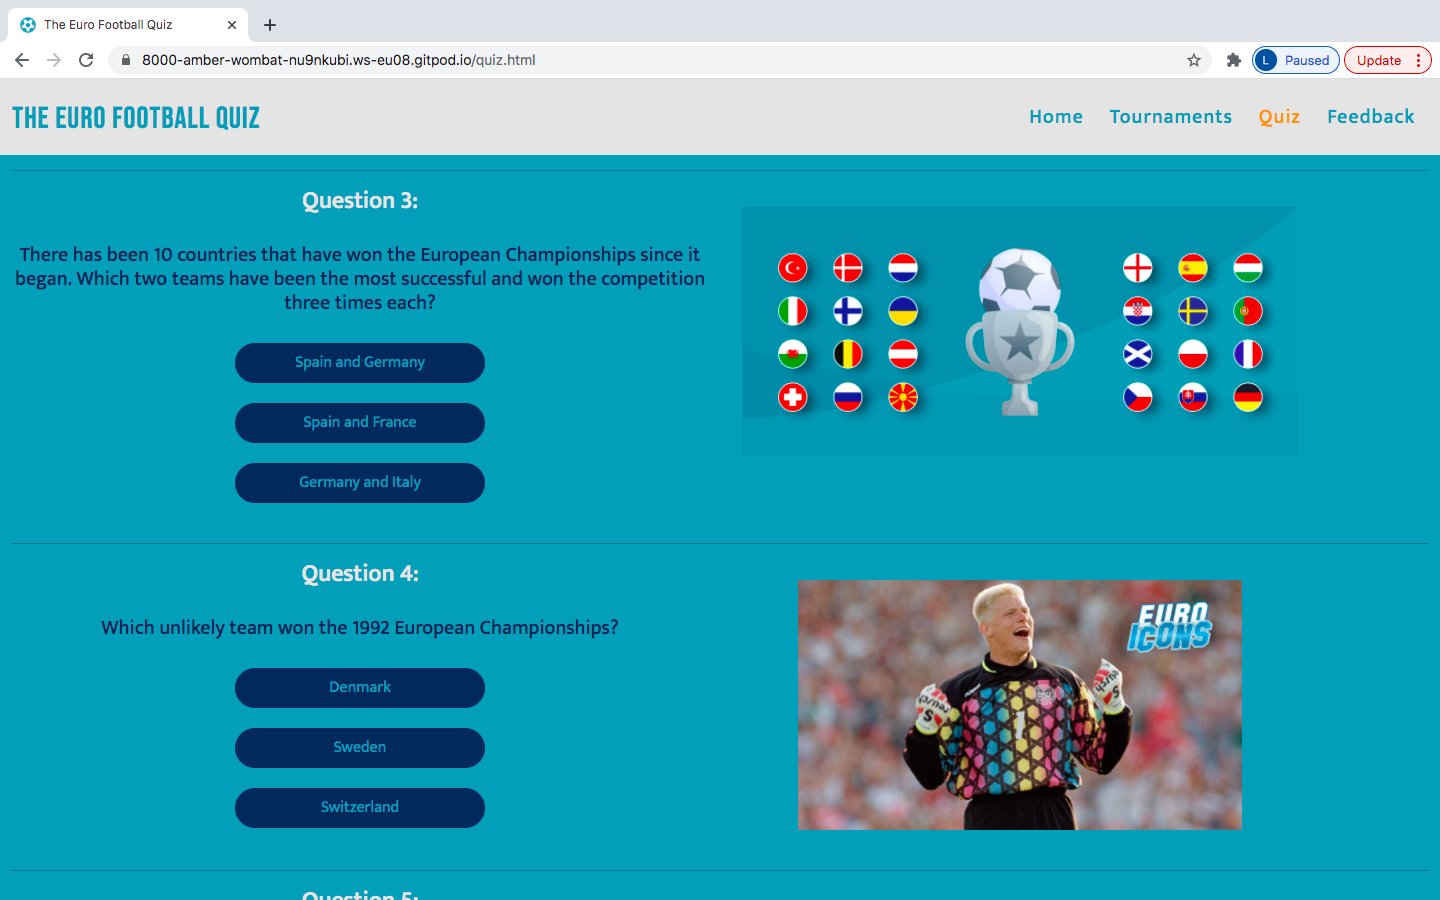 The Euro Football Quiz
8000-amber-wombat-nu9nkubi.ws-eu08.gitpod.io/quiz.html
L Paused
Update
THE EURO FOOTBALL QUIZ
Home Tournaments Quiz Feedback
Question 3:
There has been 10 countries that have won the European Championships since it
began. Which two teams have been the most successful and won the competition
three times each?
Spain and Germany
Spain and France
Germany and Italy
Question 4:
Which unlikely team won the 1992 European Championships?
Denmark
Sweden
Switzerland
EURO
ICONS
reusch
Question 5: